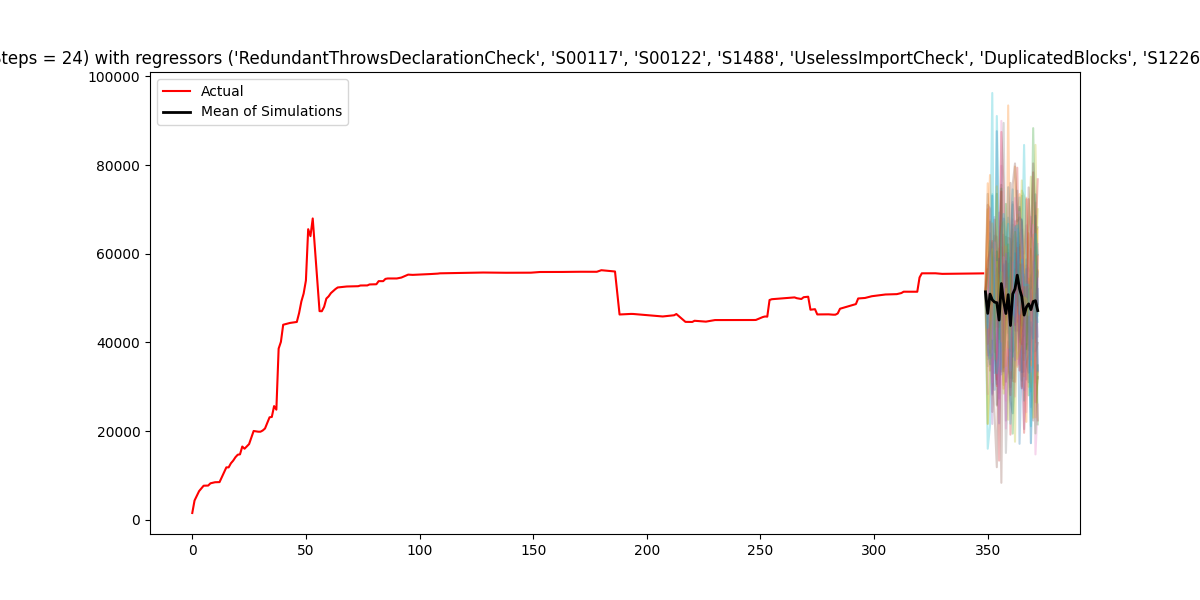 teps = 24) with regressors ('RedundantThrowsDeclarationCheck', 'S00117', 'S00122', 'S1488', 'UselessImportCheck', 'DuplicatedBlocks', 'S1226
Actual
Mean of Simulations
100000
80000
60000
40000
20000
0
0 50 100 150 200 250 300 350